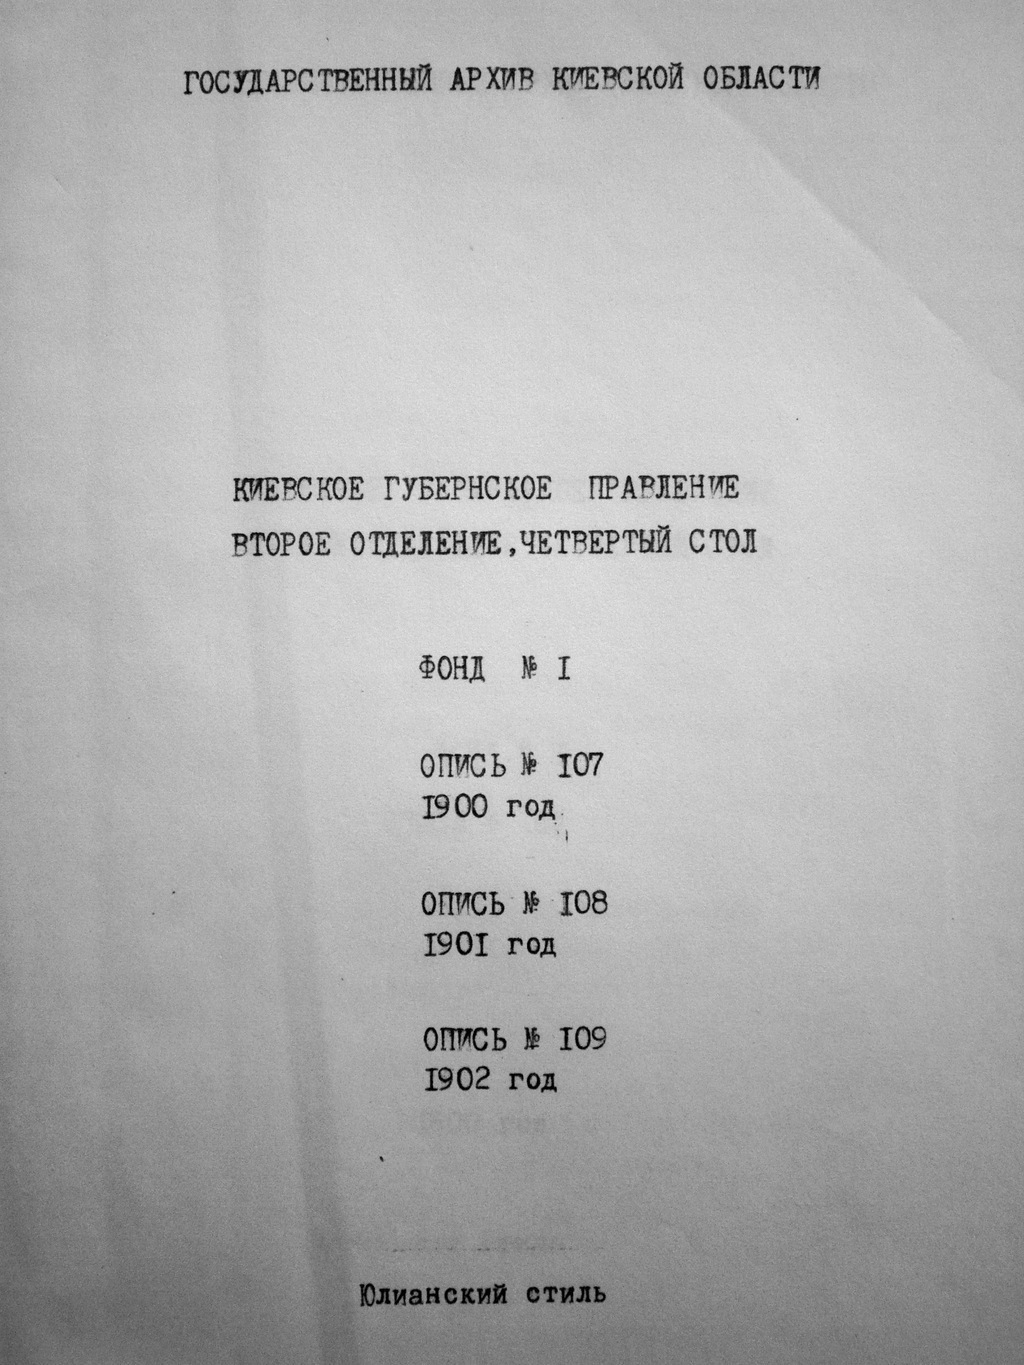 ГОСУДАРСТВЕННЫЙ АРХИВ КИЕВСКОЙ ОБЛАСТИ
КИЕВСКОЕ ГУБЕРНСКОЕ ПРАВЛЕНИЕ
ВТОРОЕ ОТДЕЛЕНИЕ,ЧЕТВЕРТЫЙ СТОЛ
ФОНД № I
ОПИСЬ № I07
I900 год
ОПИСЬ № I08
I90I год
ОПИСЬ № I09
I902 год
Юлианский стиль